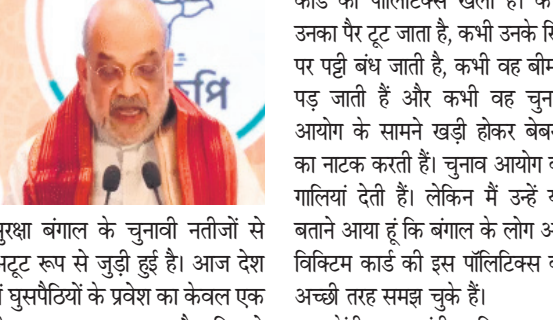 पि
सुरक्षा बंगाल के चुनावी नतीजों से
अटूट रूप से जुड़ी हुई है। आज देश
में घुसपैठियों के प्रवेश का केवल एक
कार्ड की पॉलिटिक्स खेली है।
उनका पैर टूट जाता है, कभी उनके
पर पट्टी बंध जाती है, कभी वह
पड़ जाती हैं और कभी वह
आयोग के सामने खड़ी होकर
का नाटक करती हैं। चुनाव आयोग
गालियां देती हैं। लेकिन मैं उन्हें
बताने आया हूं कि बंगाल के लोग
विक्टिम कार्ड की इस पॉलिटिक्स
अच्छी तरह समझ चुके हैं।